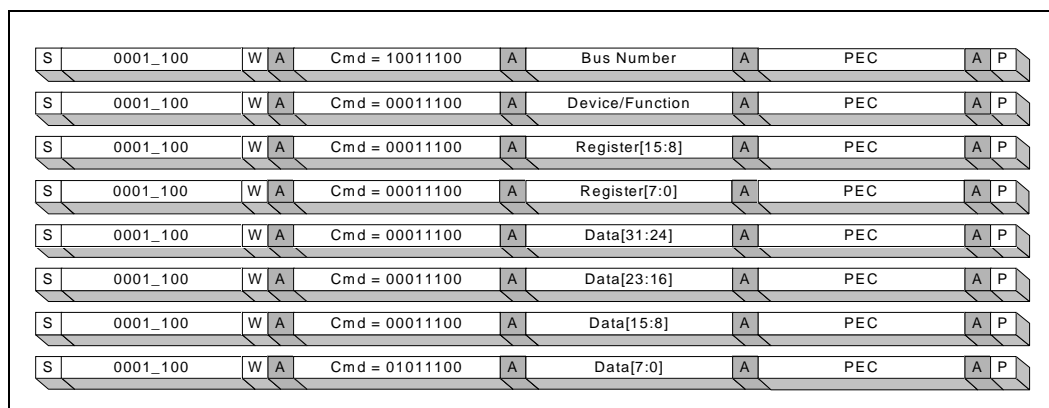 S 0001_100 W A Cmd = 10011100 A Bus Number A PEC A P
S 0001_100 W A Cmd = 00011100 A Device/Function A PEC A P
S 0001_100 W A Cmd = 00011100 A Register[15:8] A PEC A P
S 0001_100 W A Cmd = 00011100 A Register[7:0] A PEC A P
S 0001_100 W A Cmd = 00011100 A Data[31:24] A PEC A P
S 0001_100 W A Cmd = 00011100 A Data[23:16] A PEC A P
S 0001_100 W A Cmd = 00011100 A Data[15:8] A PEC A P
S 0001_100 W A Cmd = 01011100 A Data[7:0] A PEC A P